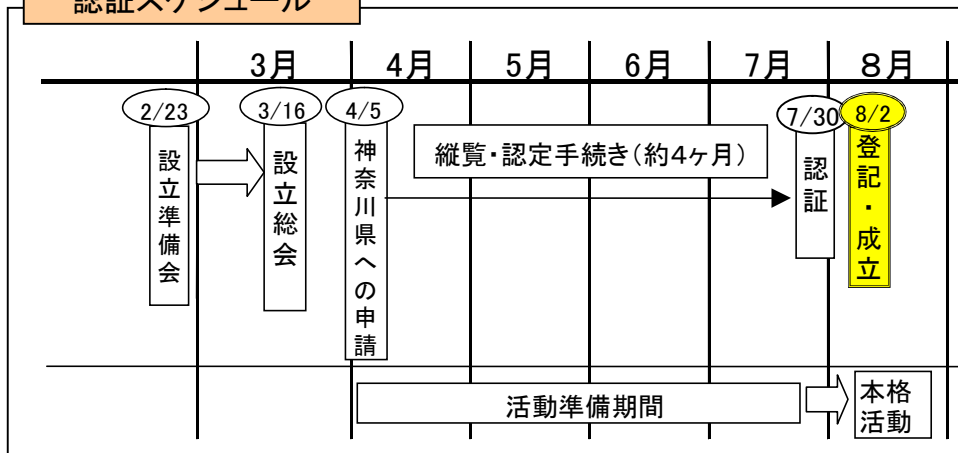 認証スケジュール
3月 4月 5月 6月 7月 8月
2/23 3/16 4/5 7/30 8/2
設立準備会
設立総会
神奈川県への申請
縦覧・認定手続き(約4ヶ月)
認証
登記・成立
活動準備期間
本格
活動